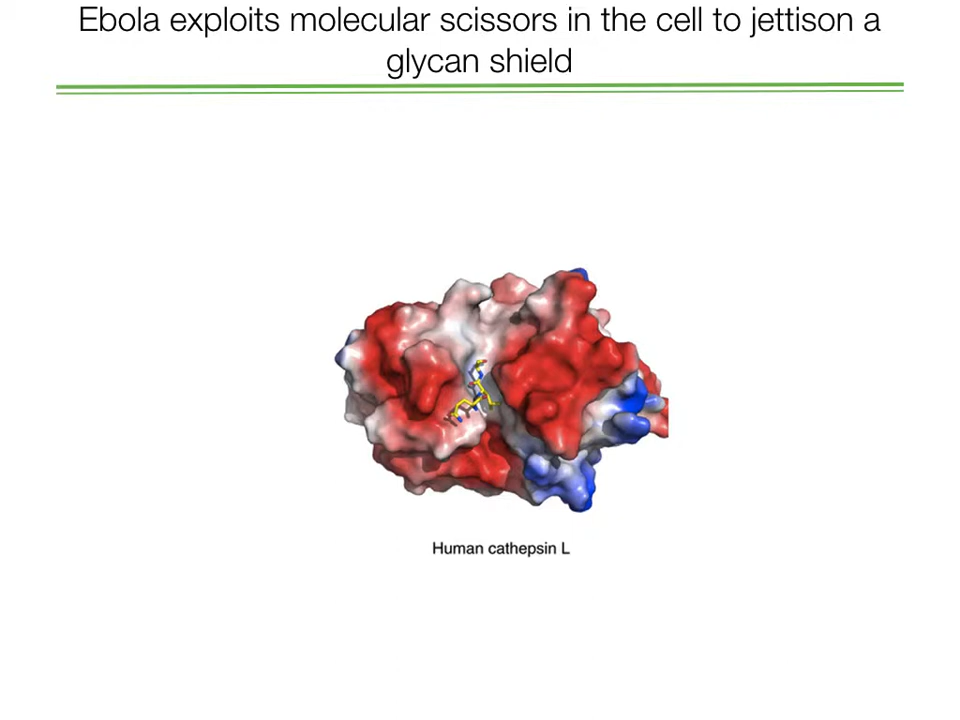 Ebola exploits molecular scissors in the cell to jettison a
glycan shield
Human cathepsin L